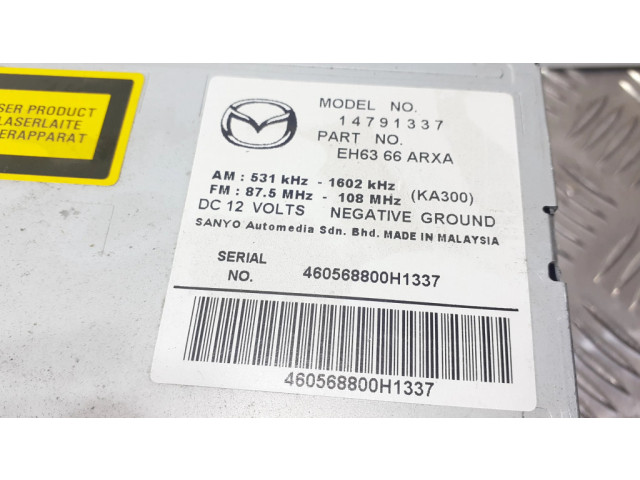 SER PRODUCT
LASERLAITE
ERAPPARAT
MODEL NO.
14791337
PART NO.
EH63 66 ARXA
AM : 531 kHz - 1602 kHz
FM : 87.5 MHz - 108 MHz (KA300)
DC 12 VOLTS NEGATIVE GROUND
SANYO Automedia Sdn. Bhd. MADE IN MALAYSIA
SERIAL
NO. 460568800H1337
460568800H1337